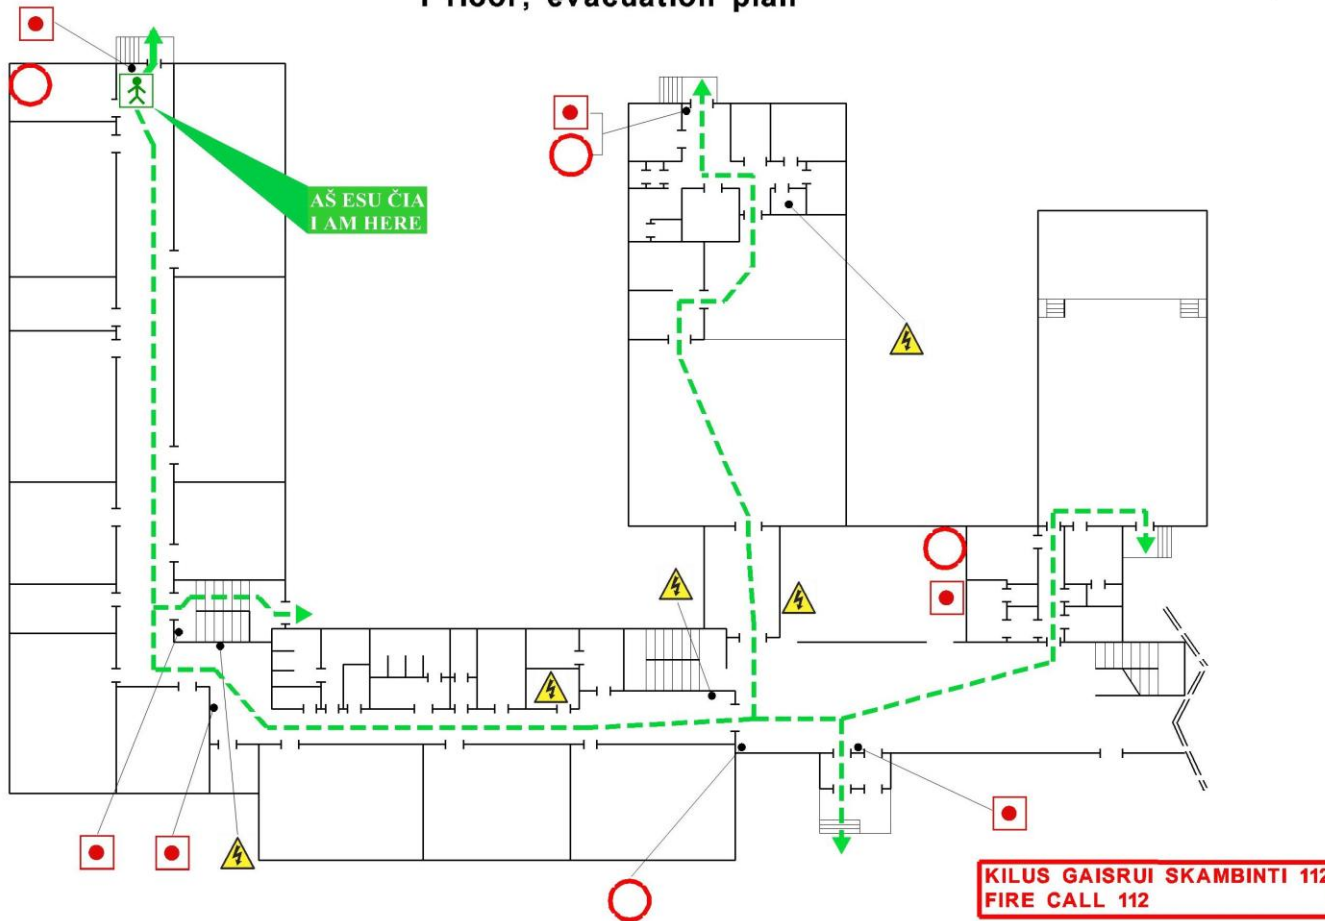 floor, evacuation plan
AŠ ESU ČIA
I AM HERE
KILUS GAISRUI SKAMBINTI 112
FIRE CALL 112